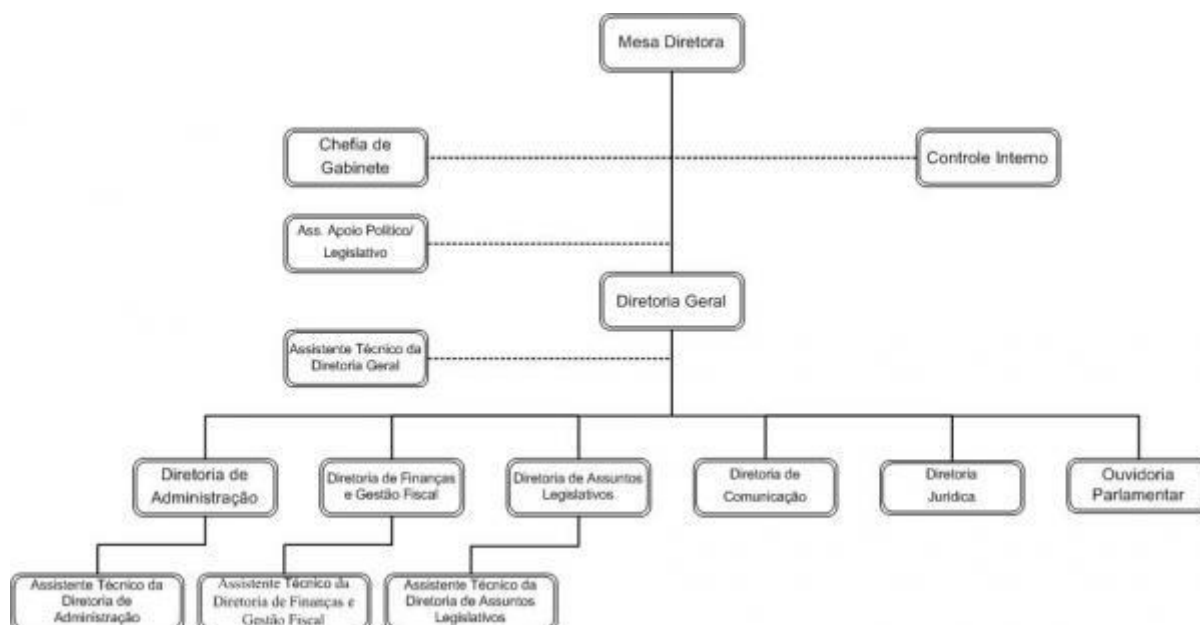 Mesa Diretora
Chefia de
Gabinete
Controle Interno
Ass. Apoio Político/
Legislativo
Diretoria Geral
Assistente Técnico da
Diretoria Geral
Diretoria de
Administração
Diretoria de Finanças
e Gestão Fiscal
Diretoria de Assuntos
Legislativos
Diretoria de
Comunicação
Diretoria
Jurídica
Ouvidoria
Parlamentar
Assistente Técnico da
Diretoria de
Administração
Assistente Técnico da
Diretoria de Finanças e
Gestão Fiscal
Assistente Técnico da
Diretoria de Assuntos
Legislativos